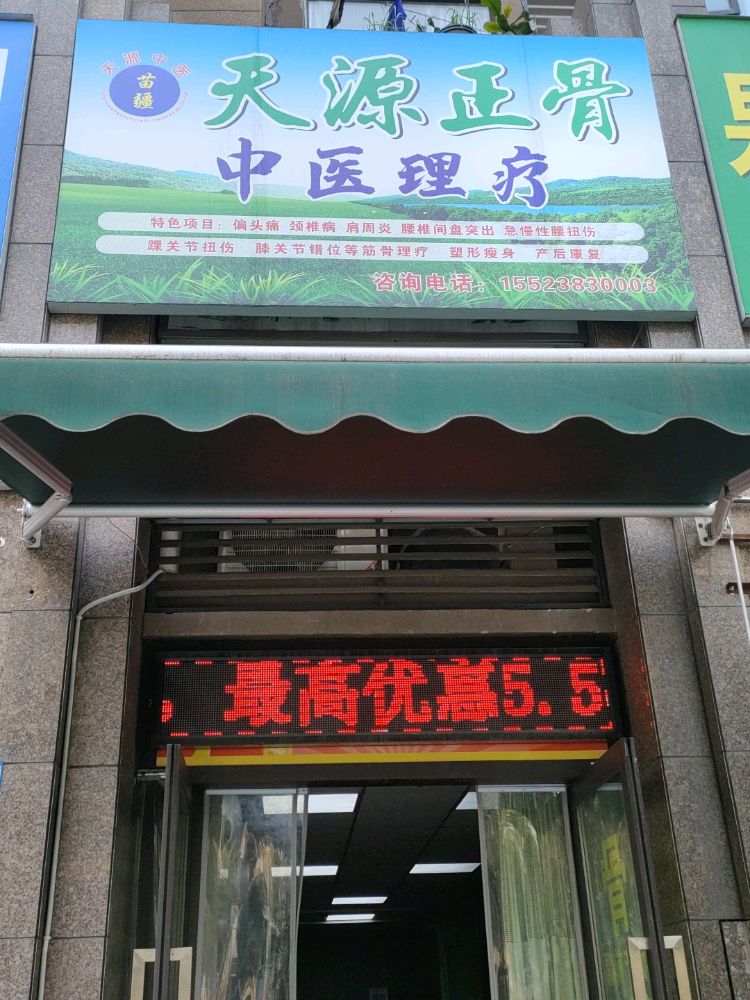 天源中医
苗疆
天源正骨
中医理疗
特色项目：偏头痛 颈椎病 肩周炎 腰椎间盘突出 急慢性腰扭伤
踝关节扭伤 膝关节错位等筋骨理疗 塑形瘦身 产后康复
咨询电话：15523830003
最高优惠5.5